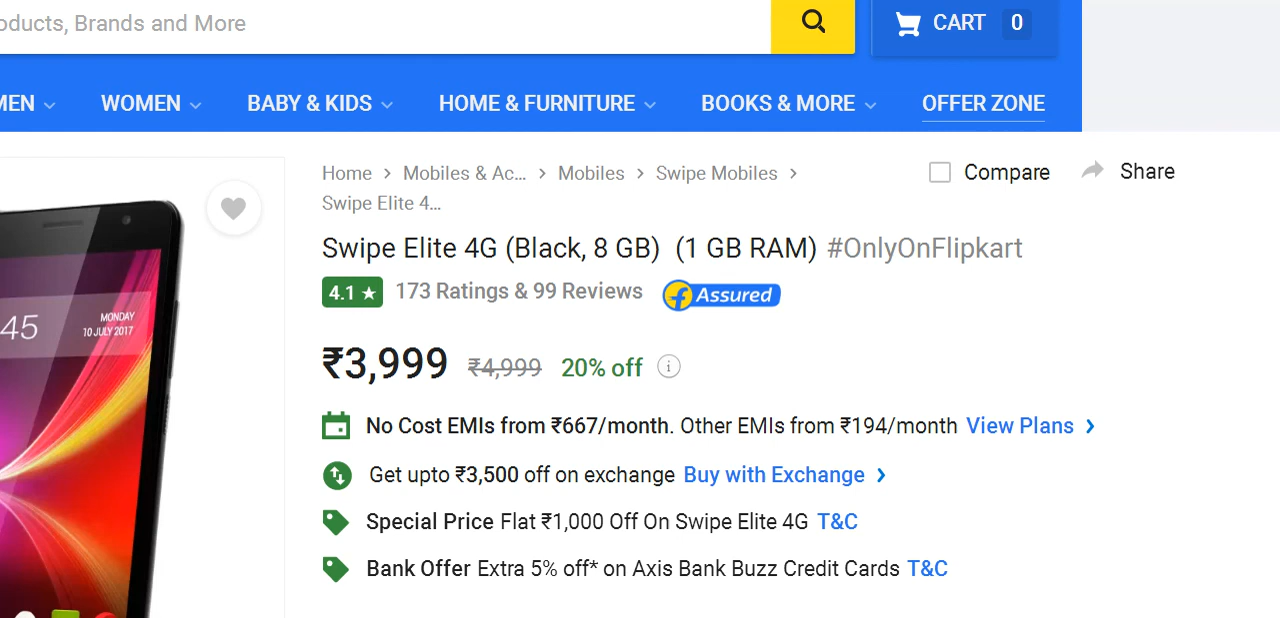 oducts, Brands and More
CART 0
MEN WOMEN BABY & KIDS HOME & FURNITURE BOOKS & MORE OFFER ZONE
Home > Mobiles & Ac... > Mobiles > Swipe Mobiles >
Swipe Elite 4...
Compare Share
Swipe Elite 4G (Black, 8 GB) (1 GB RAM) #OnlyOnFlipkart
4.1 ★ 173 Ratings & 99 Reviews f Assured
45
MONDAY
10 JULY 2017
₹3,999 ₹4,999 20% off i
No Cost EMIs from ₹667/month. Other EMIs from ₹194/month View Plans >
Get upto ₹3,500 off on exchange Buy with Exchange >
Special Price Flat ₹1,000 Off On Swipe Elite 4G T&C
Bank Offer Extra 5% off* on Axis Bank Buzz Credit Cards T&C